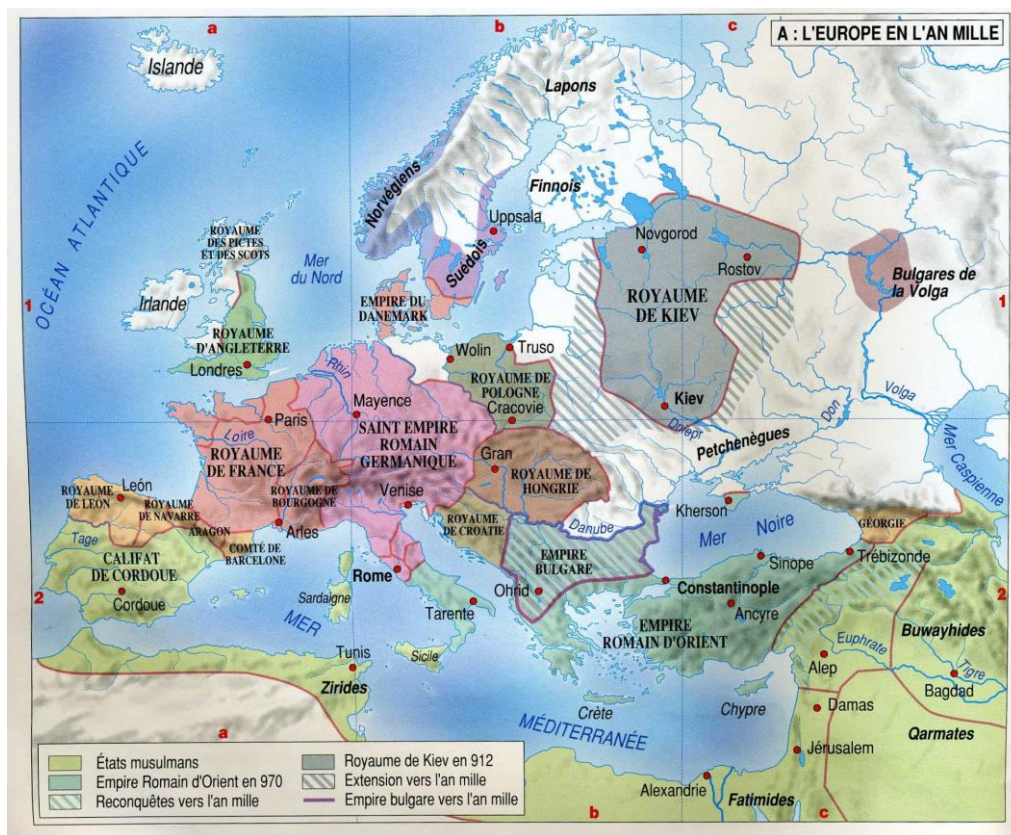 a
b
c
A : L'EUROPE EN L'AN MILLE
Islande
Lapons
OCÉAN ATLANTIQUE
Norvégiens
Finnois
Uppsala
Suédois
ROYAUME
DES PICTES
ET DES SCOTS
Mer
du Nord
Novgorod
Rostov
Bulgares de
la Volga
1
Irlande
EMPIRE DU
DANEMARK
ROYAUME
DE KIEV
1
ROYAUME
D'ANGLETERRE
Londres
Wolin
Truso
Rhin
ROYAUME DE
POLOGNE
Cracovie
Kiev
Volga
Don
Dniepr
Mayence
Paris
SAINT EMPIRE
ROMAIN
GERMANIQUE
Petchenègues
Mer Caspienne
Loire
ROYAUME
DE FRANCE
Gran
ROYAUME DE
HONGRIE
León
ROYAUME
DE LEON
ROYAUME
DE NAVARRE
ROYAUME DE
BOURGOGNE
Venise
Kherson
ARAGON
Arles
ROYAUME
DE CROATIE
Danube
Mer Noire
GÉORGIE
Tage
CALIFAT
DE CORDOUE
COMTÉ DE
BARCELONE
EMPIRE
BULGARE
Sinope
Trébizonde
Rome
Constantinople
2
Cordoue
Sardaigne
Ohrid
Ancyre
2
Tarente
EMPIRE
ROMAIN D'ORIENT
Buwayhides
MER
Euphrate
Tunis
Sicile
Alep
Tigre
Zirides
Bagdad
Crète
Chypre
Damas
MÉDITERRANÉE
Qarmates
a
Jérusalem
Alexandrie
Fatimides
b
c
États musulmans
Empire Romain d'Orient en 970
Reconquêtes vers l'an mille
Royaume de Kiev en 912
Extension vers l'an mille
Empire bulgare vers l'an mille